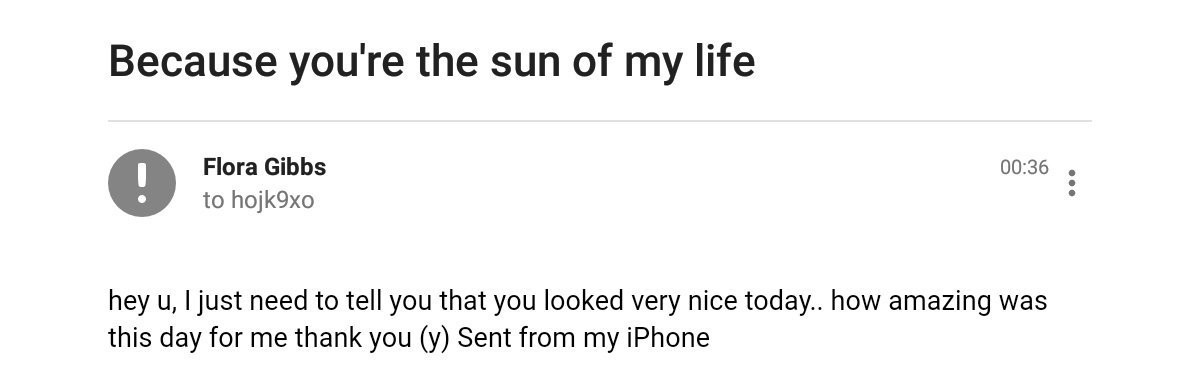 Because you're the sun of my life
Flora Gibbs
00:36
to hojk9xo
hey u, I just need to tell you that you looked very nice today.. how amazing was
this day for me thank you (y) Sent from my iPhone